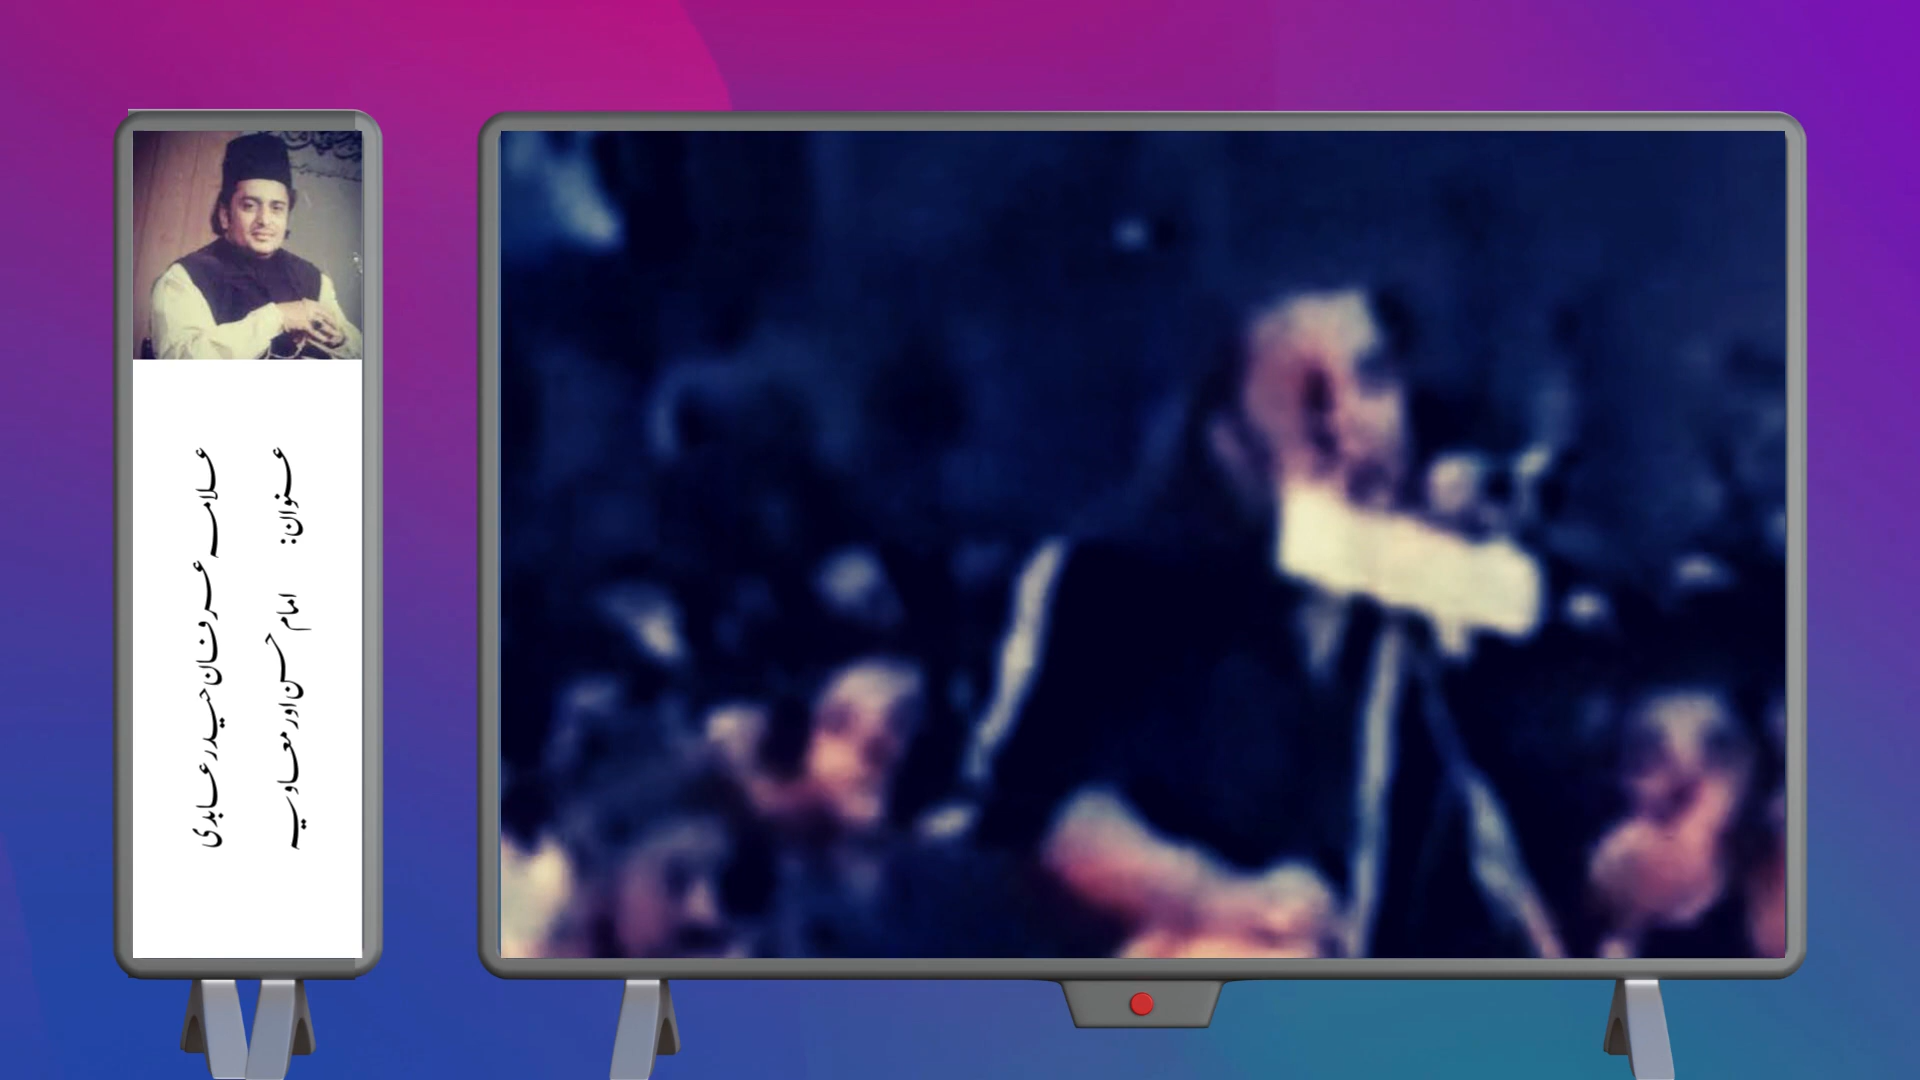 عنوان: امام حسن اور معاویہ
علامہ عرفان حیدر عابدی